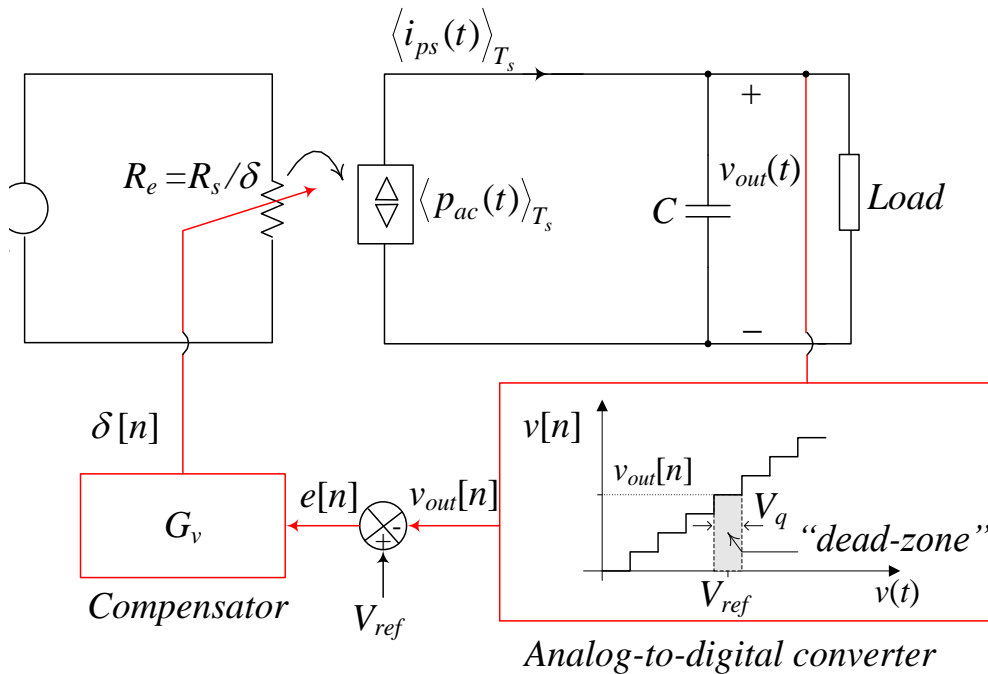 ⟨i_ps(t)⟩_Ts
R_e = R_s/δ
⟨p_ac(t)⟩_Ts
C
+
v_out(t)
−
Load
δ[n]
G_v
Compensator
e[n]
v_out[n]
-
+
V_ref
v[n]
v_out[n]
V_q
“dead-zone”
V_ref
v(t)
Analog-to-digital converter